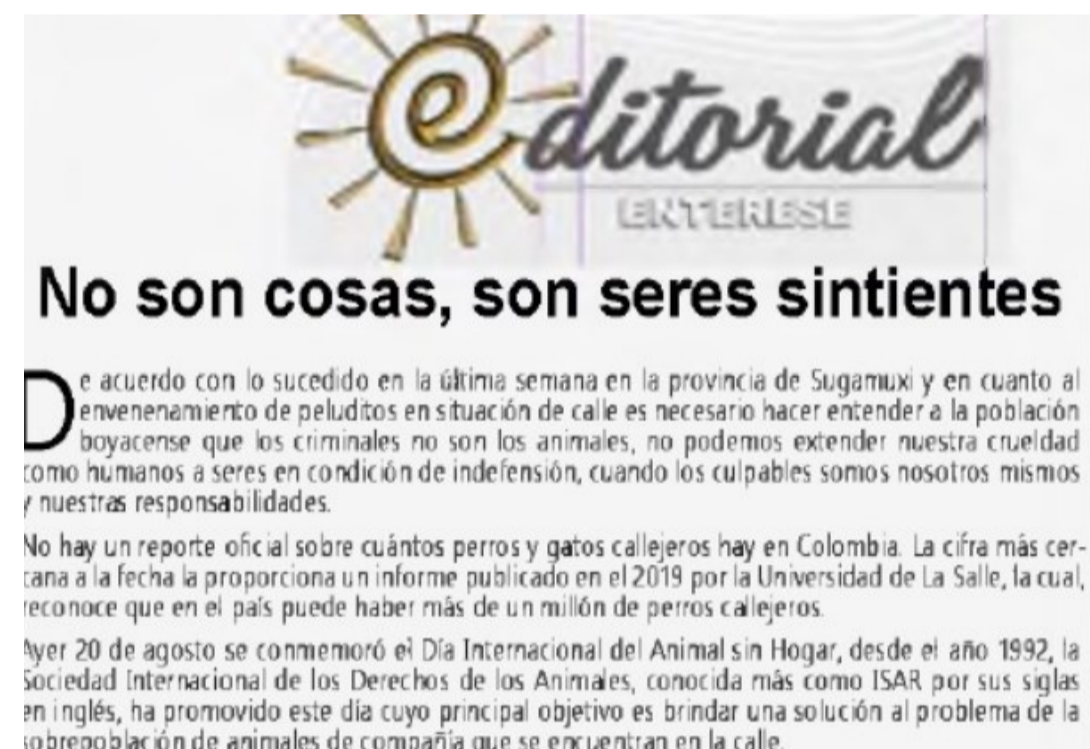 editorial
ENTERESE
No son cosas, son seres sintientes
De acuerdo con lo sucedido en la última semana en la provincia de Sugamuxi y en cuanto al
envenenamiento de peluditos en situación de calle es necesario hacer entender a la población
boyacense que los criminales no son los animales, no podemos extender nuestra crueldad
como humanos a seres en condición de indefensión, cuando los culpables somos nosotros mismos
y nuestras responsabilidades.
No hay un reporte oficial sobre cuántos perros y gatos callejeros hay en Colombia. La cifra más cer-
cana a la fecha la proporciona un informe publicado en el 2019 por la Universidad de La Salle, la cual,
reconoce que en el país puede haber más de un millón de perros callejeros.
Ayer 20 de agosto se conmemoró el Día Internacional del Animal sin Hogar, desde el año 1992, la
Sociedad Internacional de los Derechos de los Animales, conocida más como ISAR por sus siglas
en inglés, ha promovido este día cuyo principal objetivo es brindar una solución al problema de la
sobrepoblación de animales de compañía que se encuentran en la calle.